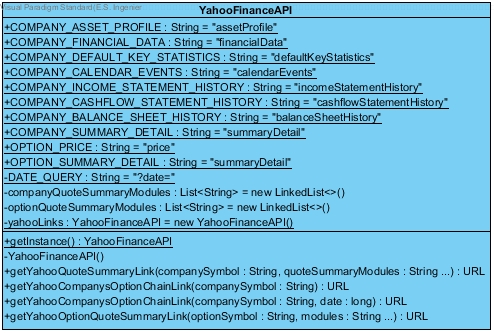 Visual Paradigm Standard(E.S. Ingenier
YahooFinanceAPI
+COMPANY_ASSET_PROFILE : String = "assetProfile"
+COMPANY_FINANCIAL_DATA : String = "financialData"
+COMPANY_DEFAULT_KEY_STATISTICS : String = "defaultKeyStatistics"
+COMPANY_CALENDAR_EVENTS : String = "calendarEvents"
+COMPANY_INCOME_STATEMENT_HISTORY : String = "incomeStatementHistory"
+COMPANY_CASHFLOW_STATEMENT_HISTORY : String = "cashflowStatementHistory"
+COMPANY_BALANCE_SHEET_HISTORY : String = "balanceSheetHistory"
+COMPANY_SUMMARY_DETAIL : String = "summaryDetail"
+OPTION_PRICE : String = "price"
+OPTION_SUMMARY_DETAIL : String = "summaryDetail"
-DATE_QUERY : String = "?date="
-companyQuoteSummaryModules : List<String> = new LinkedList<>()
-optionQuoteSummaryModules : List<String> = new LinkedList<>()
-yahooLinks : YahooFinanceAPI = new YahooFinanceAPI()
+getInstance() : YahooFinanceAPI
-YahooFinanceAPI()
+getYahooQuoteSummaryLink(companySymbol : String, quoteSummaryModules : String ...) : URL
+getYahooCompanysOptionChainLink(companySymbol : String) : URL
+getYahooCompanysOptionChainLink(companySymbol : String, date : long) : URL
+getYahooOptionQuoteSummaryLink(optionSymbol : String, modules : String ...) : URL